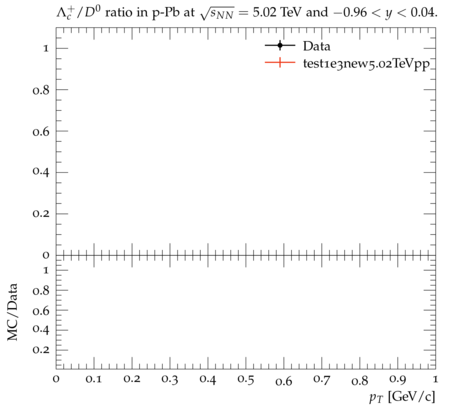 Λc+/D0 ratio in p-Pb at √sNN = 5.02 TeV and −0.96 < y < 0.04.
Data
test1e3new5.02TeVpp
1
0.8
0.6
0.4
0.2
0
MC/Data
1
0.8
0.6
0.4
0.2
0 0.1 0.2 0.3 0.4 0.5 0.6 0.7 0.8 0.9 1
pT [GeV/c]